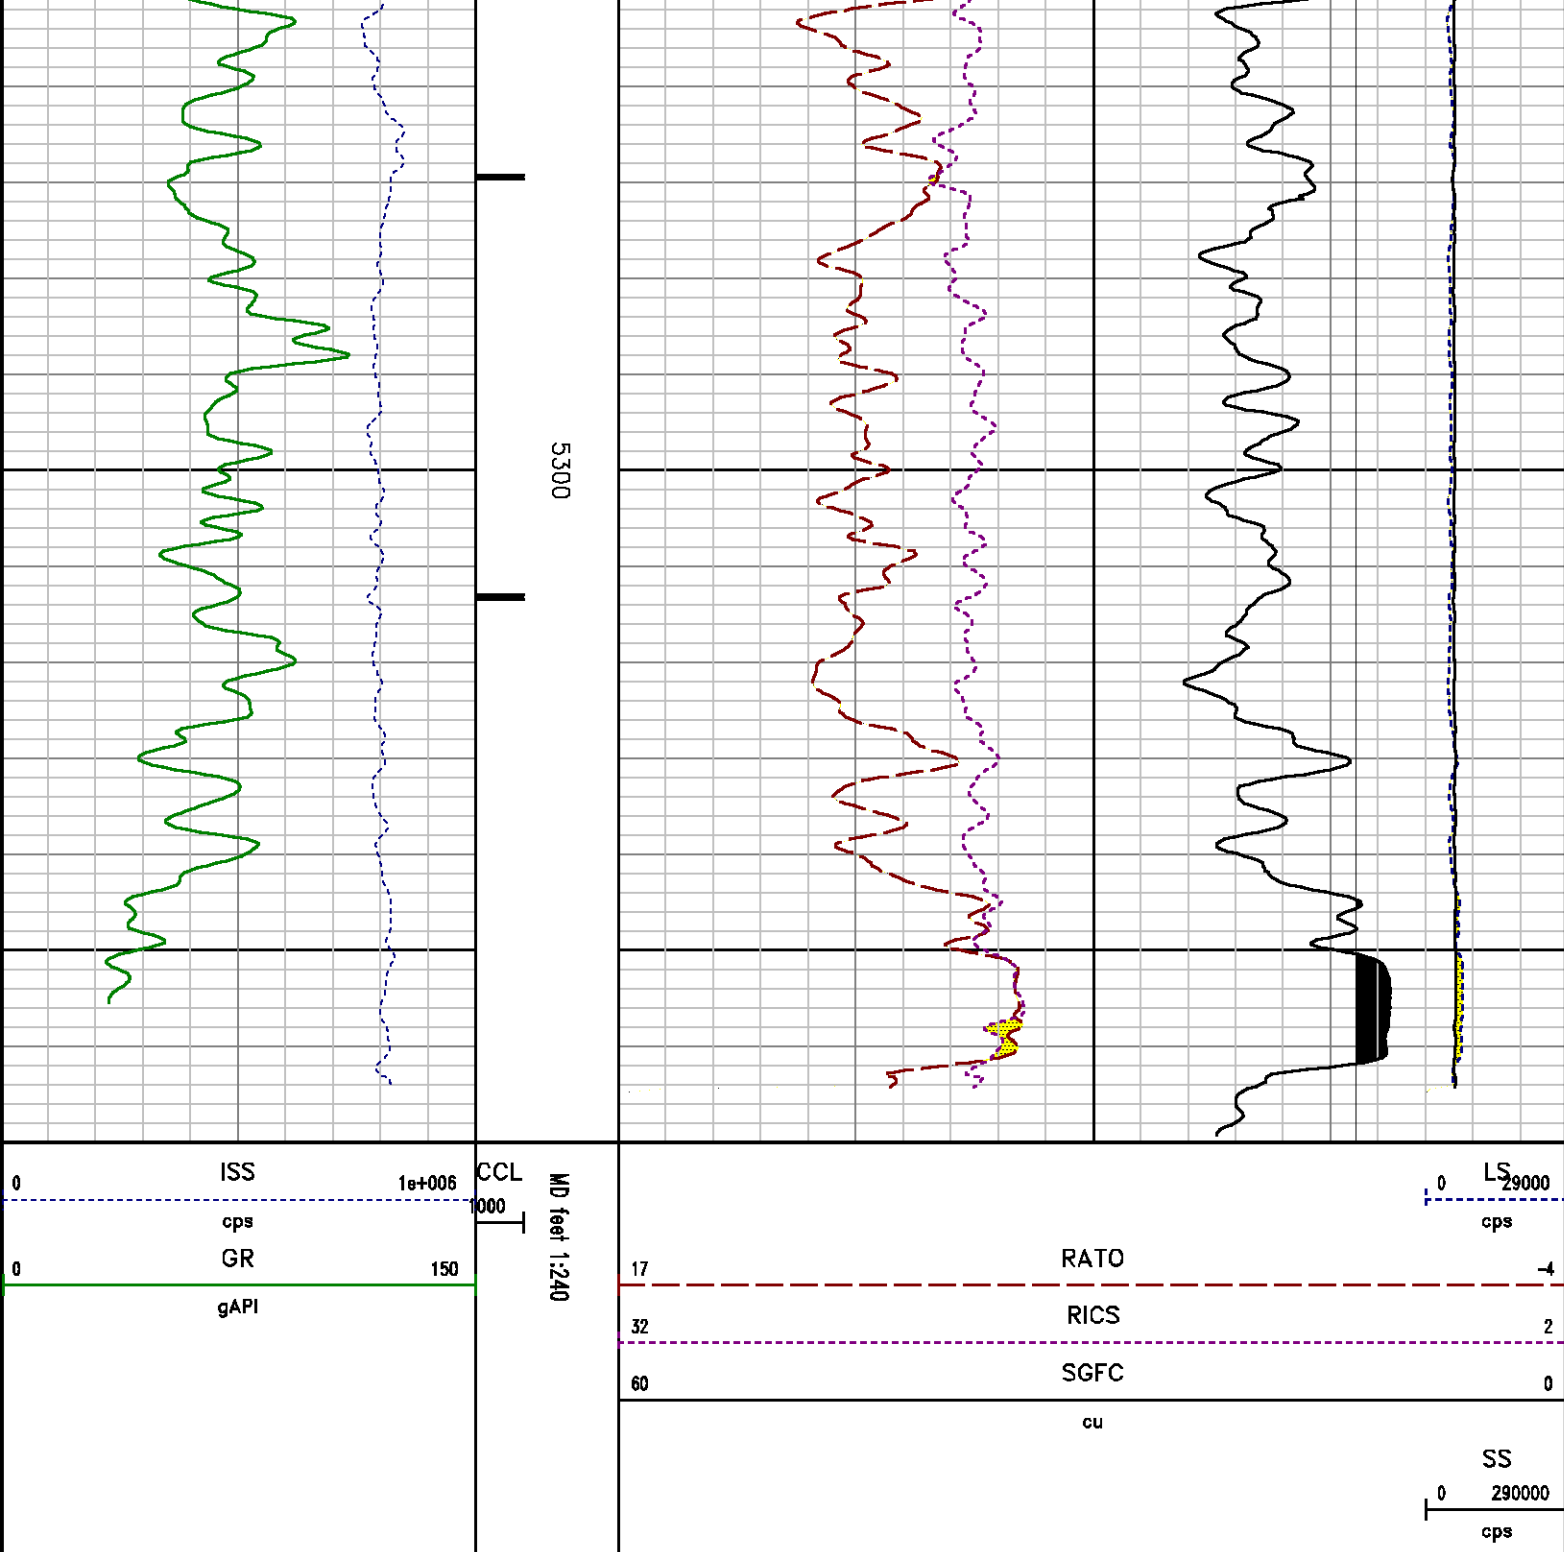 5300
ISS
0 1e+006
cps
GR
0 150
gAPI
CCL
1000
MD feet 1:240
LS
0 29000
cps
RATO
17 -4
RICS
32 2
SGFC
60 0
cu
SS
0 290000
cps